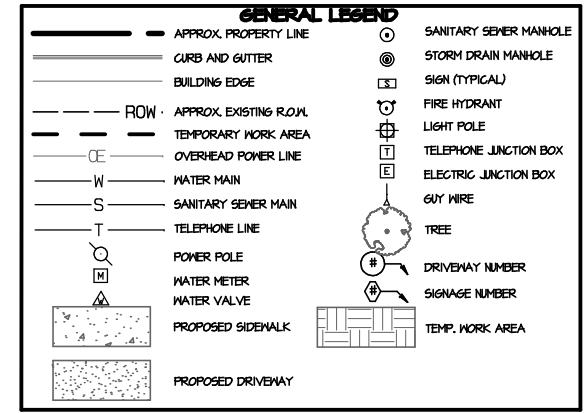 GENERAL LEGEND
APPROX. PROPERTY LINE
CURB AND GUTTER
BUILDING EDGE
ROW APPROX. EXISTING R.O.W.
TEMPORARY WORK AREA
OE OVERHEAD POWER LINE
W WATER MAIN
S SANITARY SEWER MAIN
T TELEPHONE LINE
POWER POLE
M WATER METER
W WATER VALVE
PROPOSED SIDEWALK
PROPOSED DRIVEWAY
SANITARY SEWER MANHOLE
STORM DRAIN MANHOLE
S SIGN (TYPICAL)
FIRE HYDRANT
LIGHT POLE
T TELEPHONE JUNCTION BOX
E ELECTRIC JUNCTION BOX
GUY WIRE
TREE
# DRIVEWAY NUMBER
# SIGNAGE NUMBER
TEMP. WORK AREA